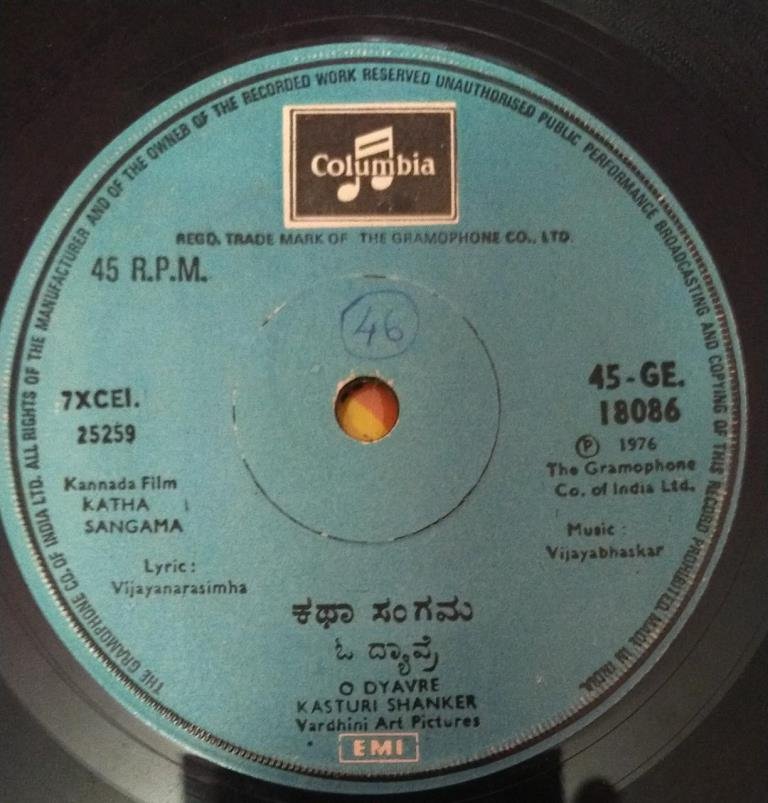 THE GRAMOPHONE CO. OF INDIA LTD. ALL RIGHTS OF THE MANUFACTURER AND OF THE OWNER OF THE RECORDED WORK RESERVED UNAUTHORISED PUBLIC PERFORMANCE BROADCASTING AND COPYING OF THIS RECORD PROHIBITED. MADE IN INDIA.
Columbia
REGD. TRADE MARK OF THE GRAMOPHONE CO., LTD.
45 R.P.M.
46
7XCEI.
25259
45-GE.
18086
Ⓟ 1976
The Gramophone
Co. of India Ltd.
Kannada Film
KATHA
SANGAMA
Music :
Vijayabhaskar
Lyric :
Vijayanarasimha
ಕಥಾ ಸಂಗಮ
ಓ ದ್ಯಾವ್ರೆ
O DYAVRE
KASTURI SHANKER
Vardhini Art Pictures
EMI